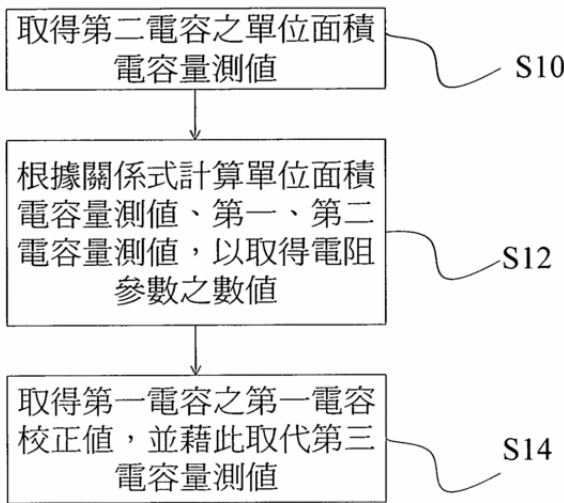 取得第二電容之單位面積
電容量測值
S10
根據關係式計算單位面積
電容量測值、第一、第二
電容量測值，以取得電阻
參數之數值
S12
取得第一電容之第一電容
校正值，並藉此取代第三
電容量測值
S14